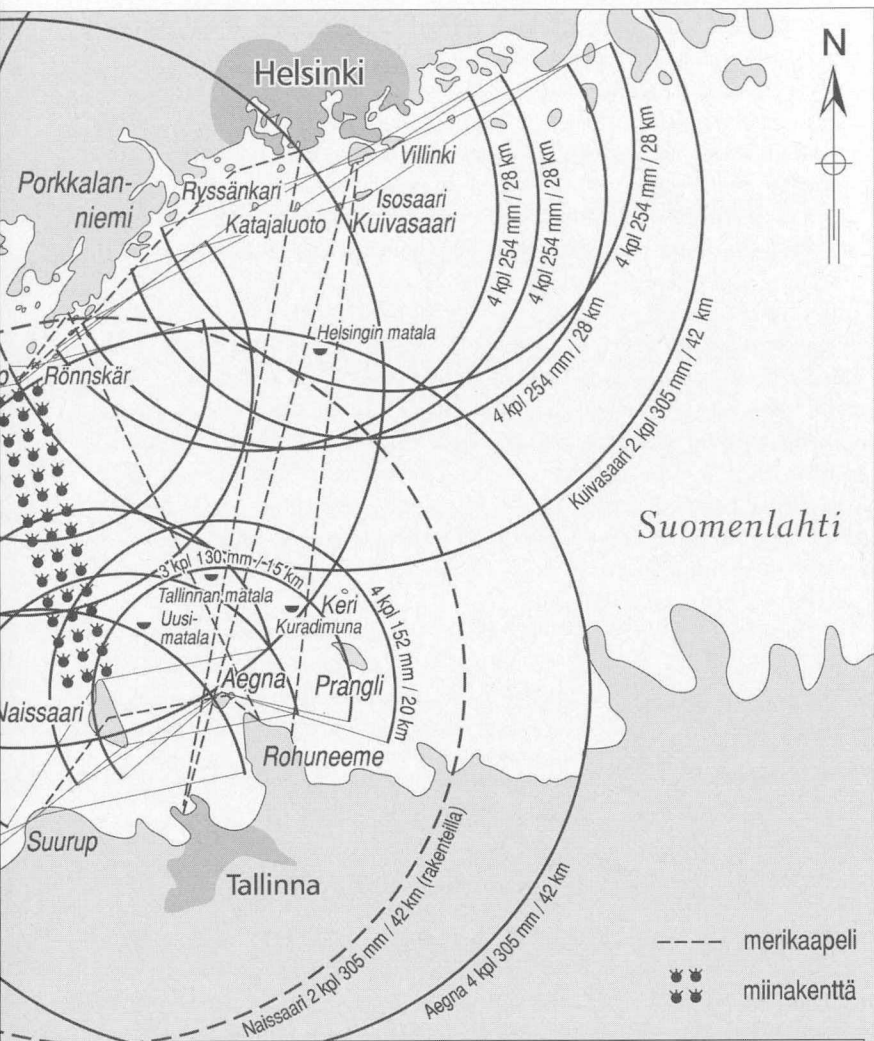 N
Helsinki
Porkkalan-
niemi
Ryssänkari
Villinki
Isosaari
Katajaluoto
Kuivasaari
4 kpl 254 mm / 28 km
4 kpl 254 mm / 28 km
4 kpl 254 mm / 28 km
4 kpl 254 mm / 28 km
Kuivasaari 2 kpl 305 mm / 42 km
Helsingin matala
Rönnskär
Suomenlahti
3 kpl 130 mm / 15 km
4 kpl 152 mm / 20 km
Tallinnan matala
Uusi-
matala
Keri
Kuradimuna
Aegna
Prangli
Naissaari
Rohuneeme
Suurup
Tallinna
Naissaari 2 kpl 305 mm / 42 km (rakenteilla)
Aegna 4 kpl 305 mm / 42 km
merikaapeli
miinakenttä